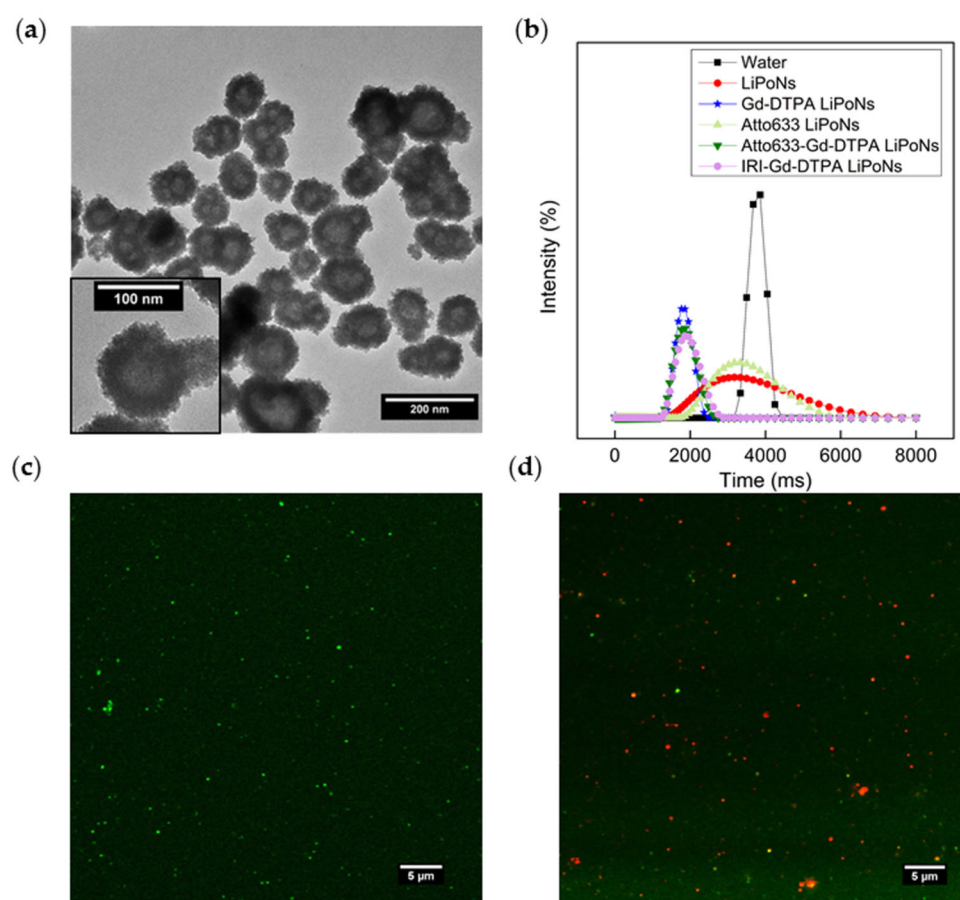 (a)
100 nm
200 nm
(b)
Water
LiPoNs
Gd-DTPA LiPoNs
Atto633 LiPoNs
Atto633-Gd-DTPA LiPoNs
IRI-Gd-DTPA LiPoNs
Intensity (%)
0 2000 4000 6000 8000
Time (ms)
(c)
5 µm
(d)
5 µm